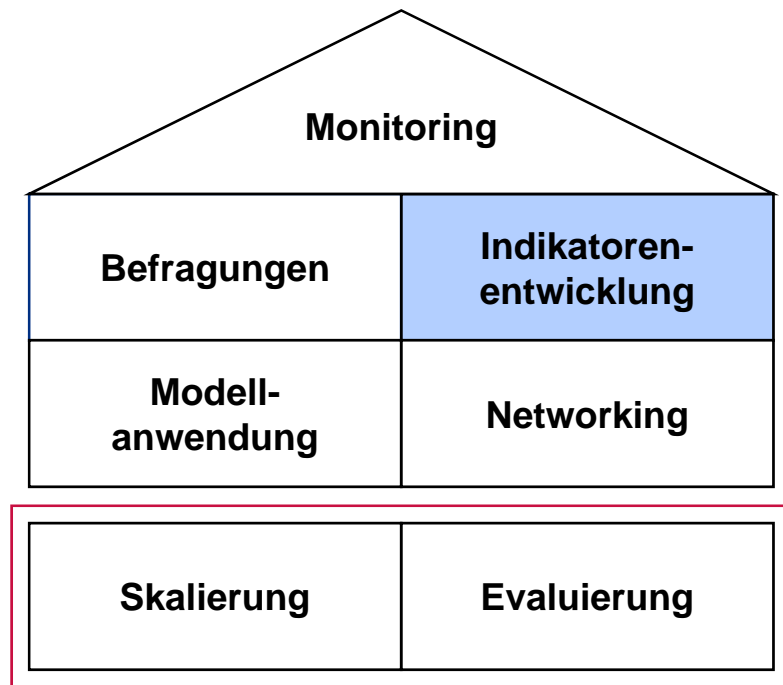 Monitoring
Befragungen
Indikatoren-
entwicklung
Modell-
anwendung
Networking
Skalierung
Evaluierung